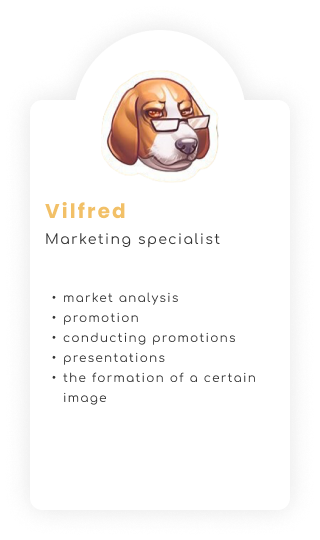 Vilfred
Marketing specialist
• market analysis
• promotion
• conducting promotions
• presentations
• the formation of a certain
image